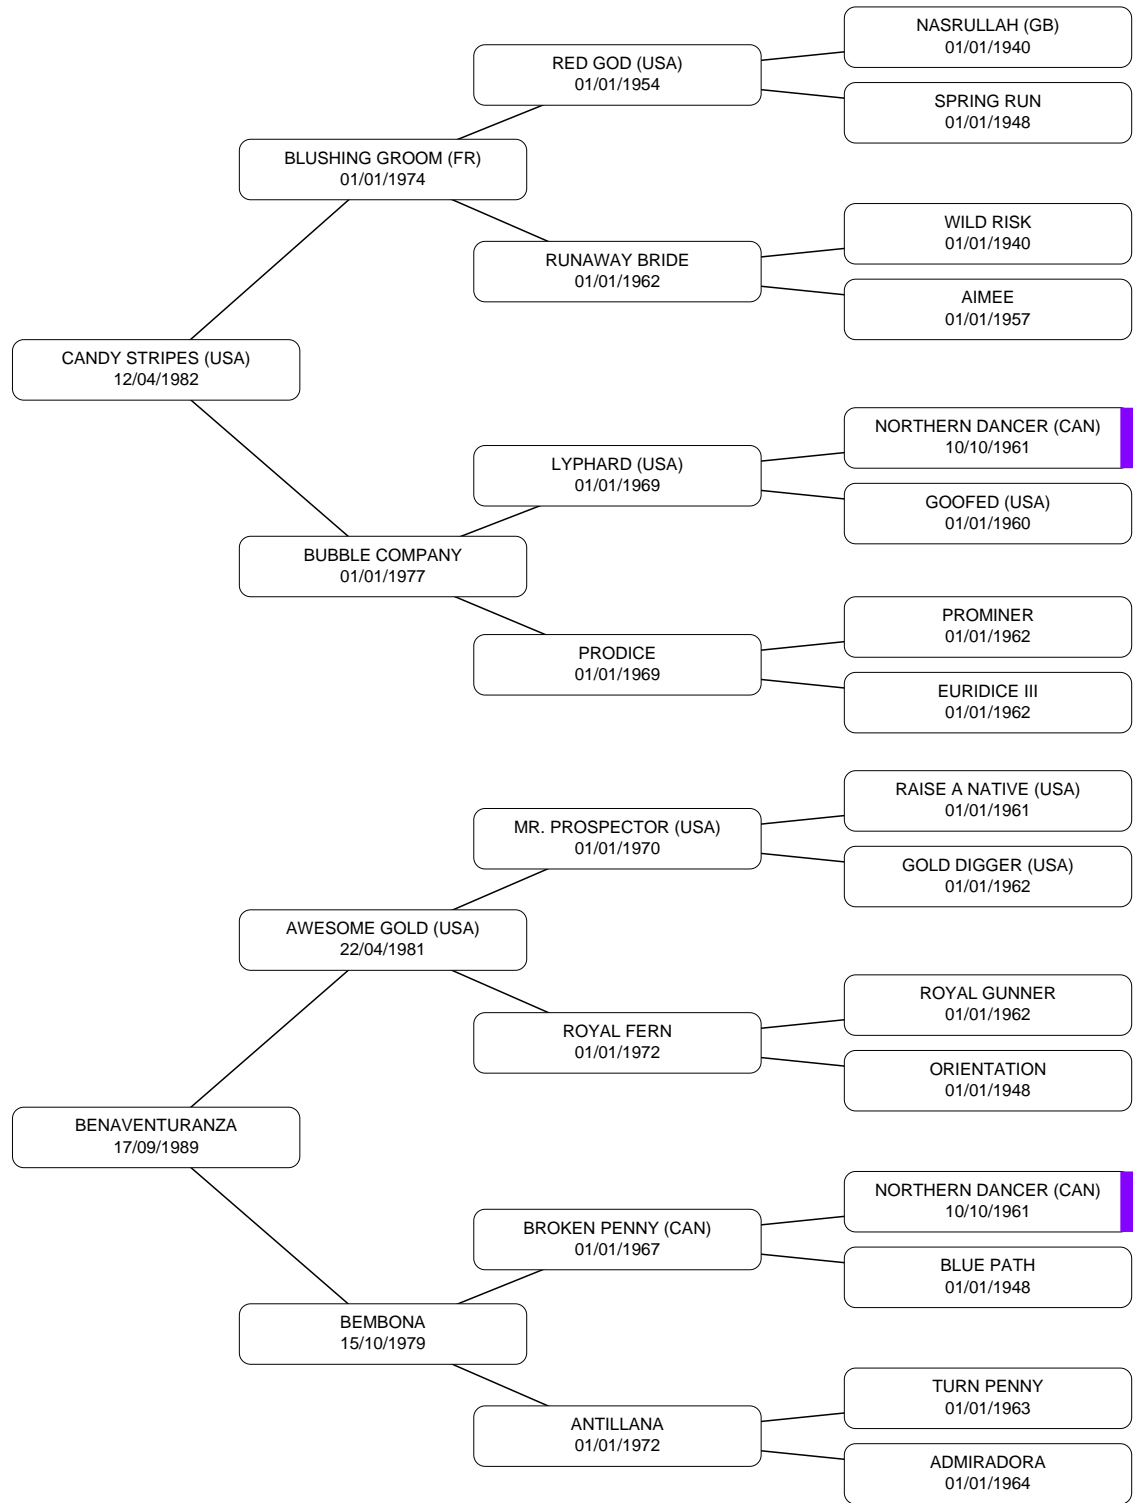 NASRULLAH (GB)
01/01/1940
RED GOD (USA)
01/01/1954
SPRING RUN
01/01/1948
BLUSHING GROOM (FR)
01/01/1974
WILD RISK
01/01/1940
RUNAWAY BRIDE
01/01/1962
AIMEE
01/01/1957
CANDY STRIPES (USA)
12/04/1982
NORTHERN DANCER (CAN)
10/10/1961
LYPHARD (USA)
01/01/1969
GOOFED (USA)
01/01/1960
BUBBLE COMPANY
01/01/1977
PROMINER
01/01/1962
PRODICE
01/01/1969
EURIDICE III
01/01/1962
RAISE A NATIVE (USA)
01/01/1961
MR. PROSPECTOR (USA)
01/01/1970
GOLD DIGGER (USA)
01/01/1962
AWESOME GOLD (USA)
22/04/1981
ROYAL GUNNER
01/01/1962
ROYAL FERN
01/01/1972
ORIENTATION
01/01/1948
BENAVENTURANZA
17/09/1989
NORTHERN DANCER (CAN)
10/10/1961
BROKEN PENNY (CAN)
01/01/1967
BLUE PATH
01/01/1948
BEMBONA
15/10/1979
TURN PENNY
01/01/1963
ANTILLANA
01/01/1972
ADMIRADORA
01/01/1964